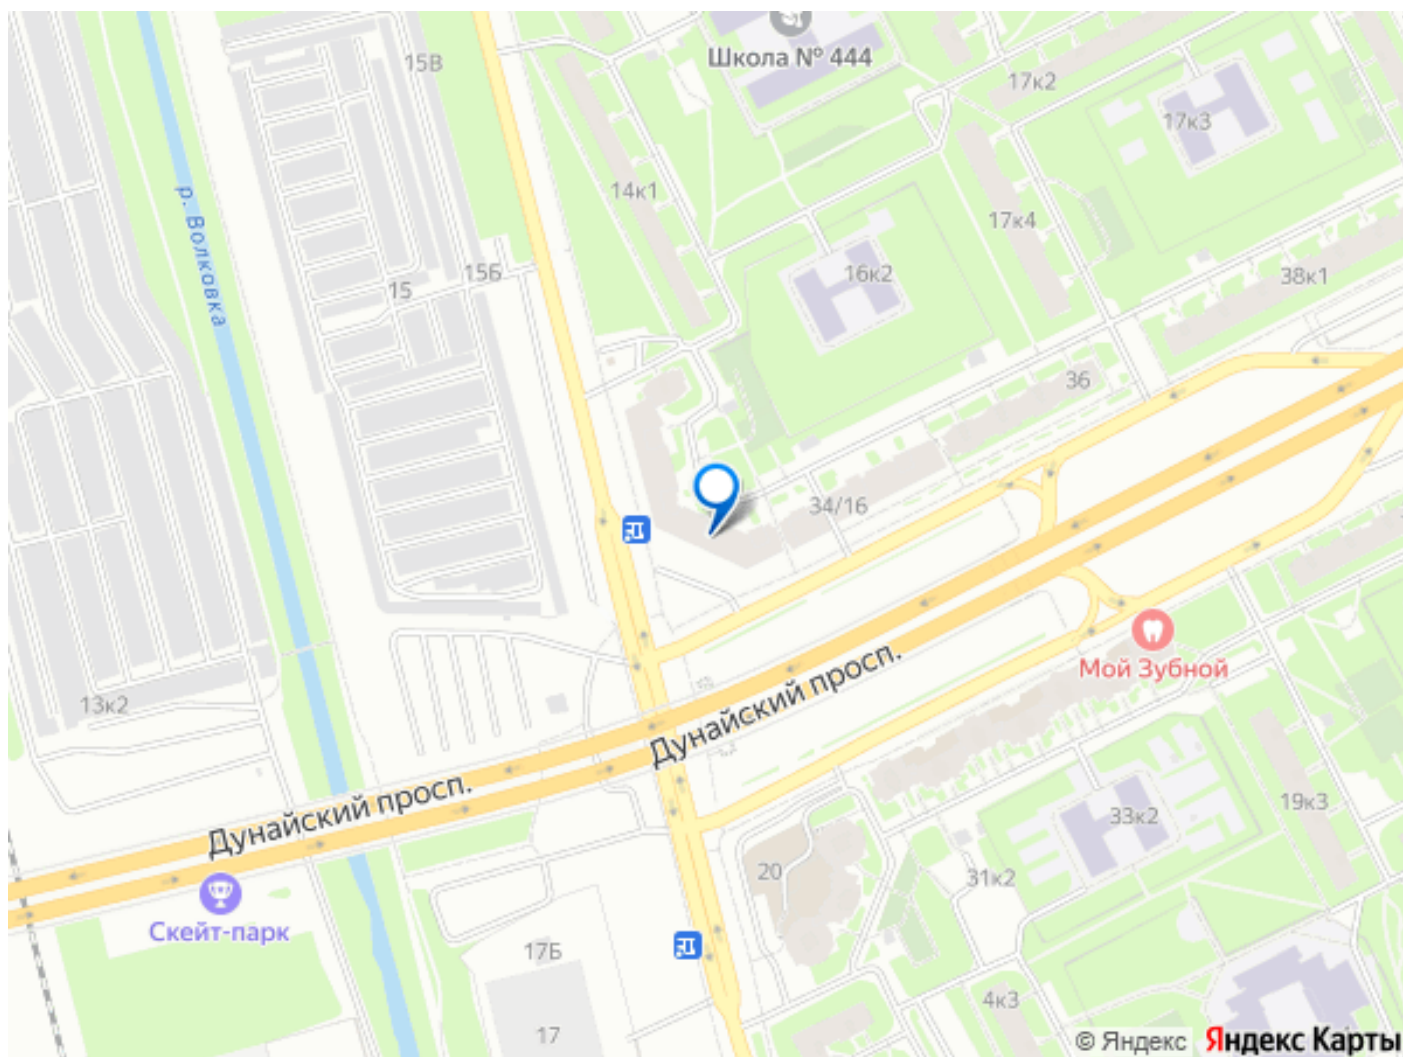 Школа № 444
15В
17к2
17к3
14к1
17к4
р. Волковка
16к2
15Б
15
38к1
36
34/16
Мой Зубной
Дунайский просп.
13к2
Дунайский просп.
19к3
33к2
20
31к2
Скейт-парк
17Б
4к3
17
© Яндекс Яндекс Карты